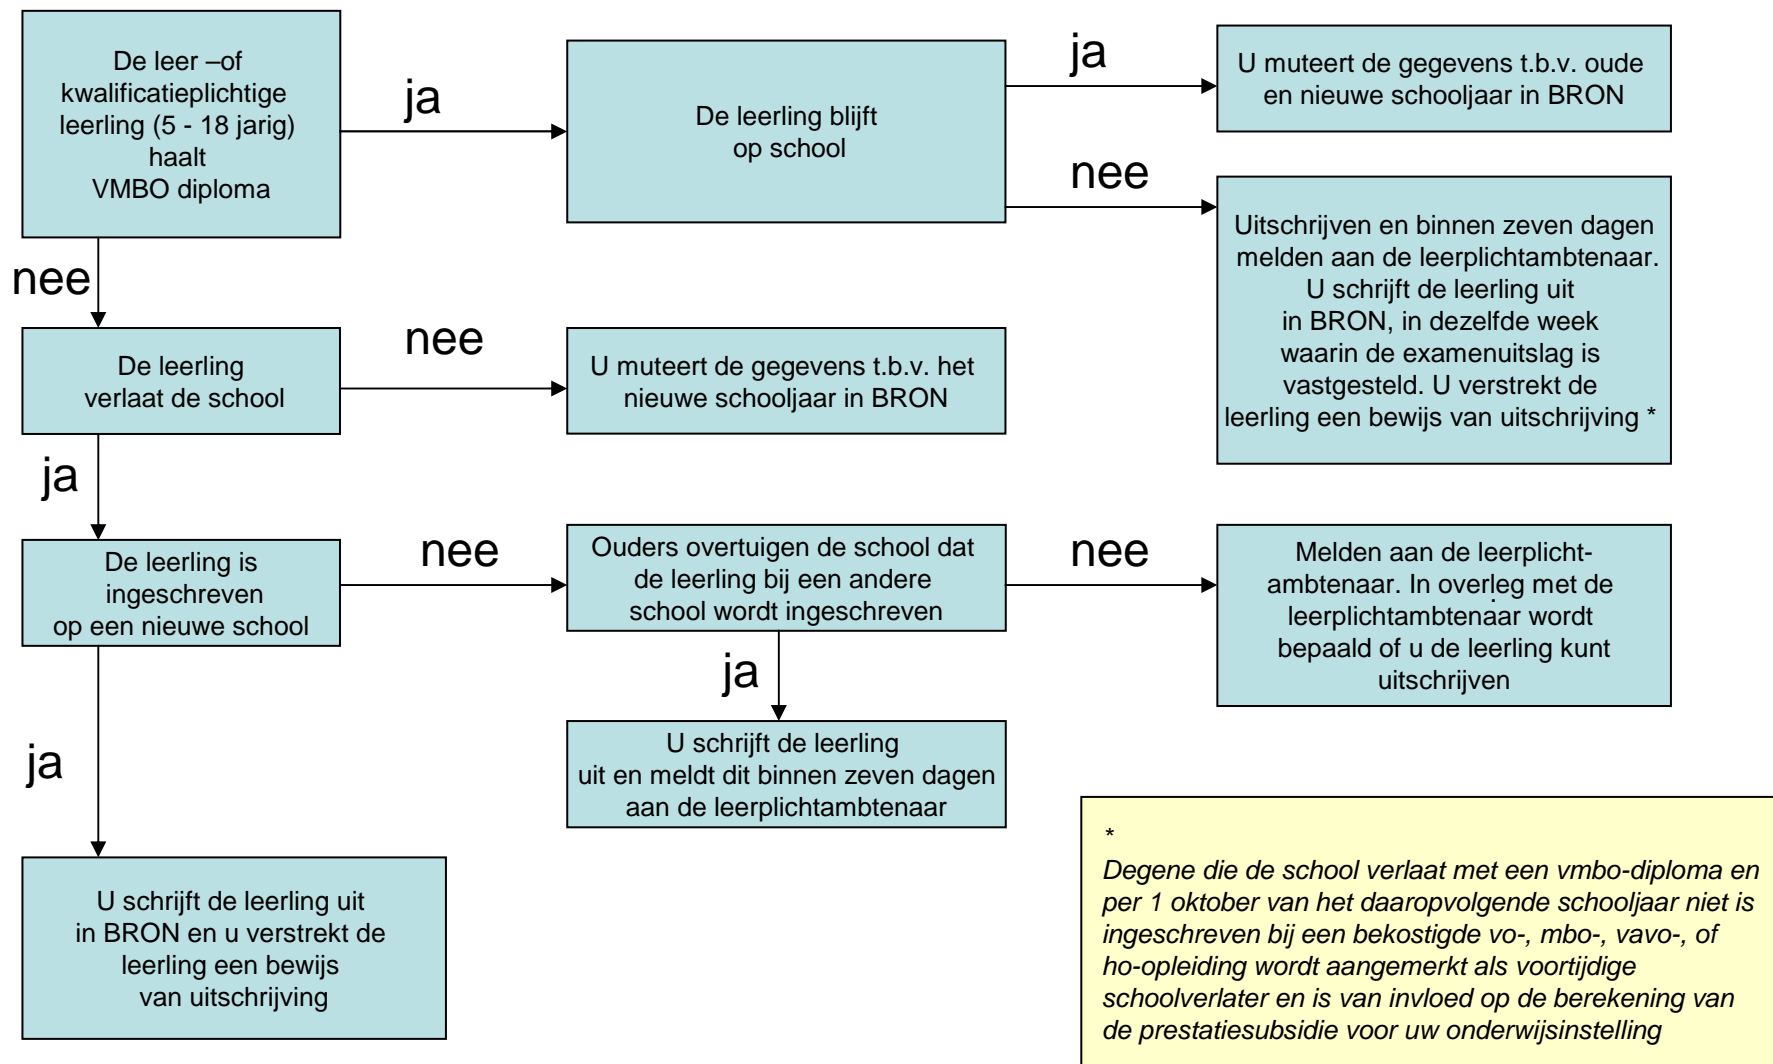 De leer –of
kwalificatieplichtige
leerling (5 - 18 jarig)
haalt
VMBO diploma
ja
De leerling blijft
op school
ja
U muteert de gegevens t.b.v. oude
en nieuwe schooljaar in BRON
nee
Uitschrijven en binnen zeven dagen
melden aan de leerplichtambtenaar.
U schrijft de leerling uit
in BRON, in dezelfde week
waarin de examenuitslag is
vastgesteld. U verstrekt de
leerling een bewijs van uitschrijving *
nee
De leerling
verlaat de school
nee
U muteert de gegevens t.b.v. het
nieuwe schooljaar in BRON
ja
De leerling is
ingeschreven
op een nieuwe school
nee
Ouders overtuigen de school dat
de leerling bij een andere
school wordt ingeschreven
nee
Melden aan de leerplicht-
ambtenaar. In overleg met de
leerplichtambtenaar wordt
bepaald of u de leerling kunt
uitschrijven
ja
U schrijft de leerling
uit en meldt dit binnen zeven dagen
aan de leerplichtambtenaar
ja
U schrijft de leerling uit
in BRON en u verstrekt de
leerling een bewijs
van uitschrijving
*
Degene die de school verlaat met een vmbo-diploma en
per 1 oktober van het daaropvolgende schooljaar niet is
ingeschreven bij een bekostigde vo-, mbo-, vavo-, of
ho-opleiding wordt aangemerkt als voortijdige
schoolverlater en is van invloed op de berekening van
de prestatiesubsidie voor uw onderwijsinstelling